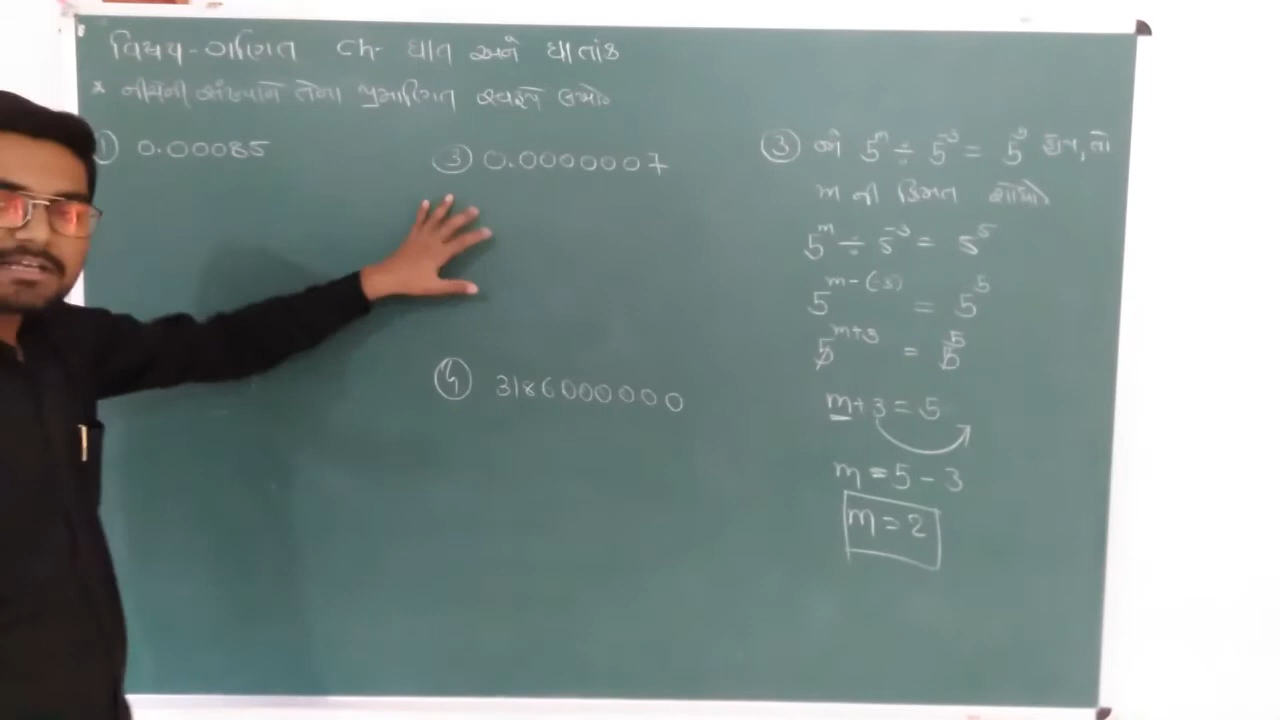 વિષય-ગણિત Ch- ઘાત અને ઘાતાંક
* નીચેની સંખ્યાને તેના પ્રમાણિત સ્વરૂપે લખો
① 0.00085
③ 0.0000007
④ 3186000000
③ જો 5^m ÷ 5^-3 = 5^5 હોય, તો
m ની કિંમત શોધો
5^m ÷ 5^-3 = 5^5
5^m-(-3) = 5^5
5^m+3 = 5^5
m+3=5
m=5-3
m=2